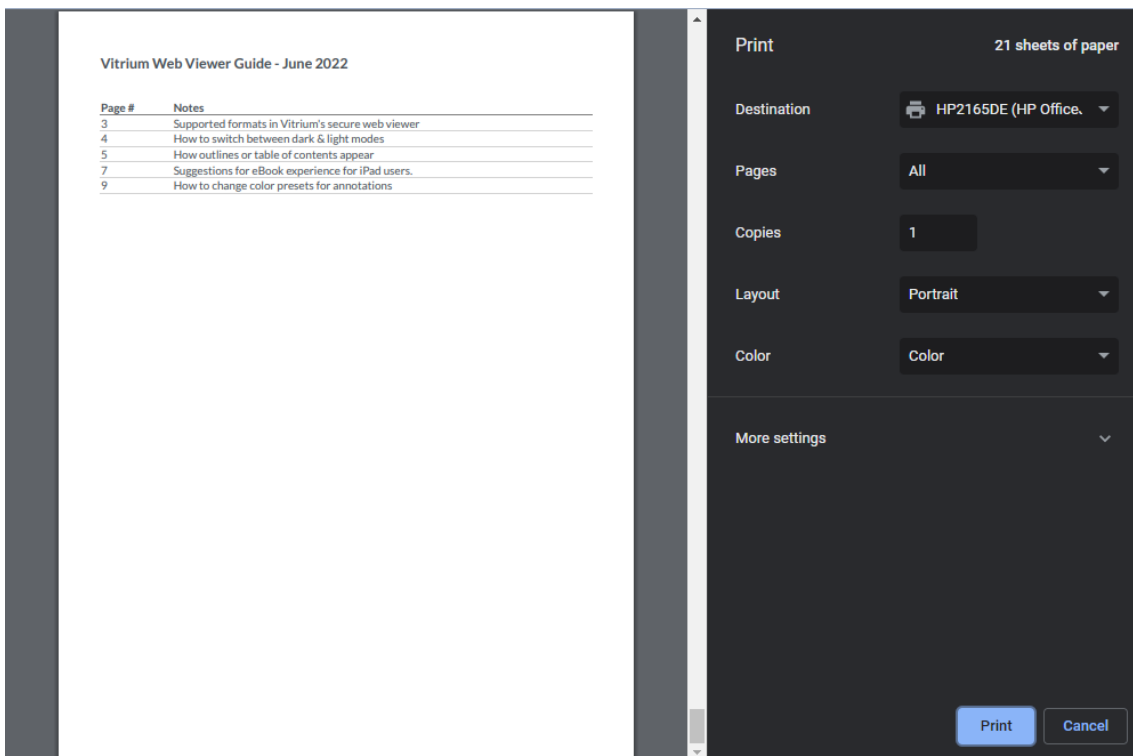 Vitrium Web Viewer Guide - June 2022
Page # Notes
3 Supported formats in Vitrium's secure web viewer
4 How to switch between dark & light modes
5 How outlines or table of contents appear
7 Suggestions for eBook experience for iPad users.
9 How to change color presets for annotations
Print 21 sheets of paper
Destination HP2165DE (HP Office
Pages All
Copies 1
Layout Portrait
Color Color
More settings
Print Cancel